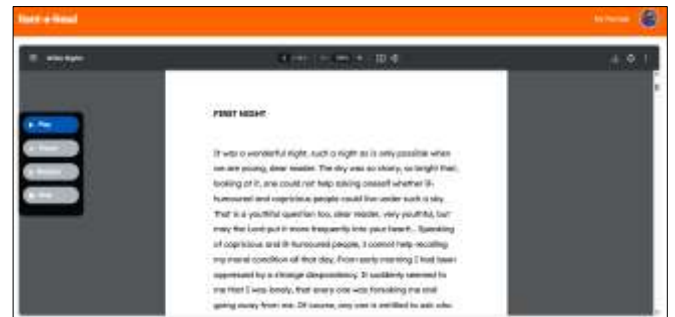 Rent-a-Read
White Nights
Play
Pause
Resume
Stop
FIRST NIGHT
It was a wonderful night, such a night as is only possible when
we are young, dear reader. The sky was so starry, so bright that,
looking at it, one could not help asking oneself whether ill-
humoured and capricious people could live under such a sky.
That is a youthful question too, dear reader, very youthful, but
may the Lord put it more frequently into your heart!... Speaking
of capricious and ill-humoured people, I cannot help recalling
my moral condition all that day. From early morning I had been
oppressed by a strange despondency. It suddenly seemed to
me that I was lonely, that every one was forsaking me and
going away from me. Of course, any one is entitled to ask who